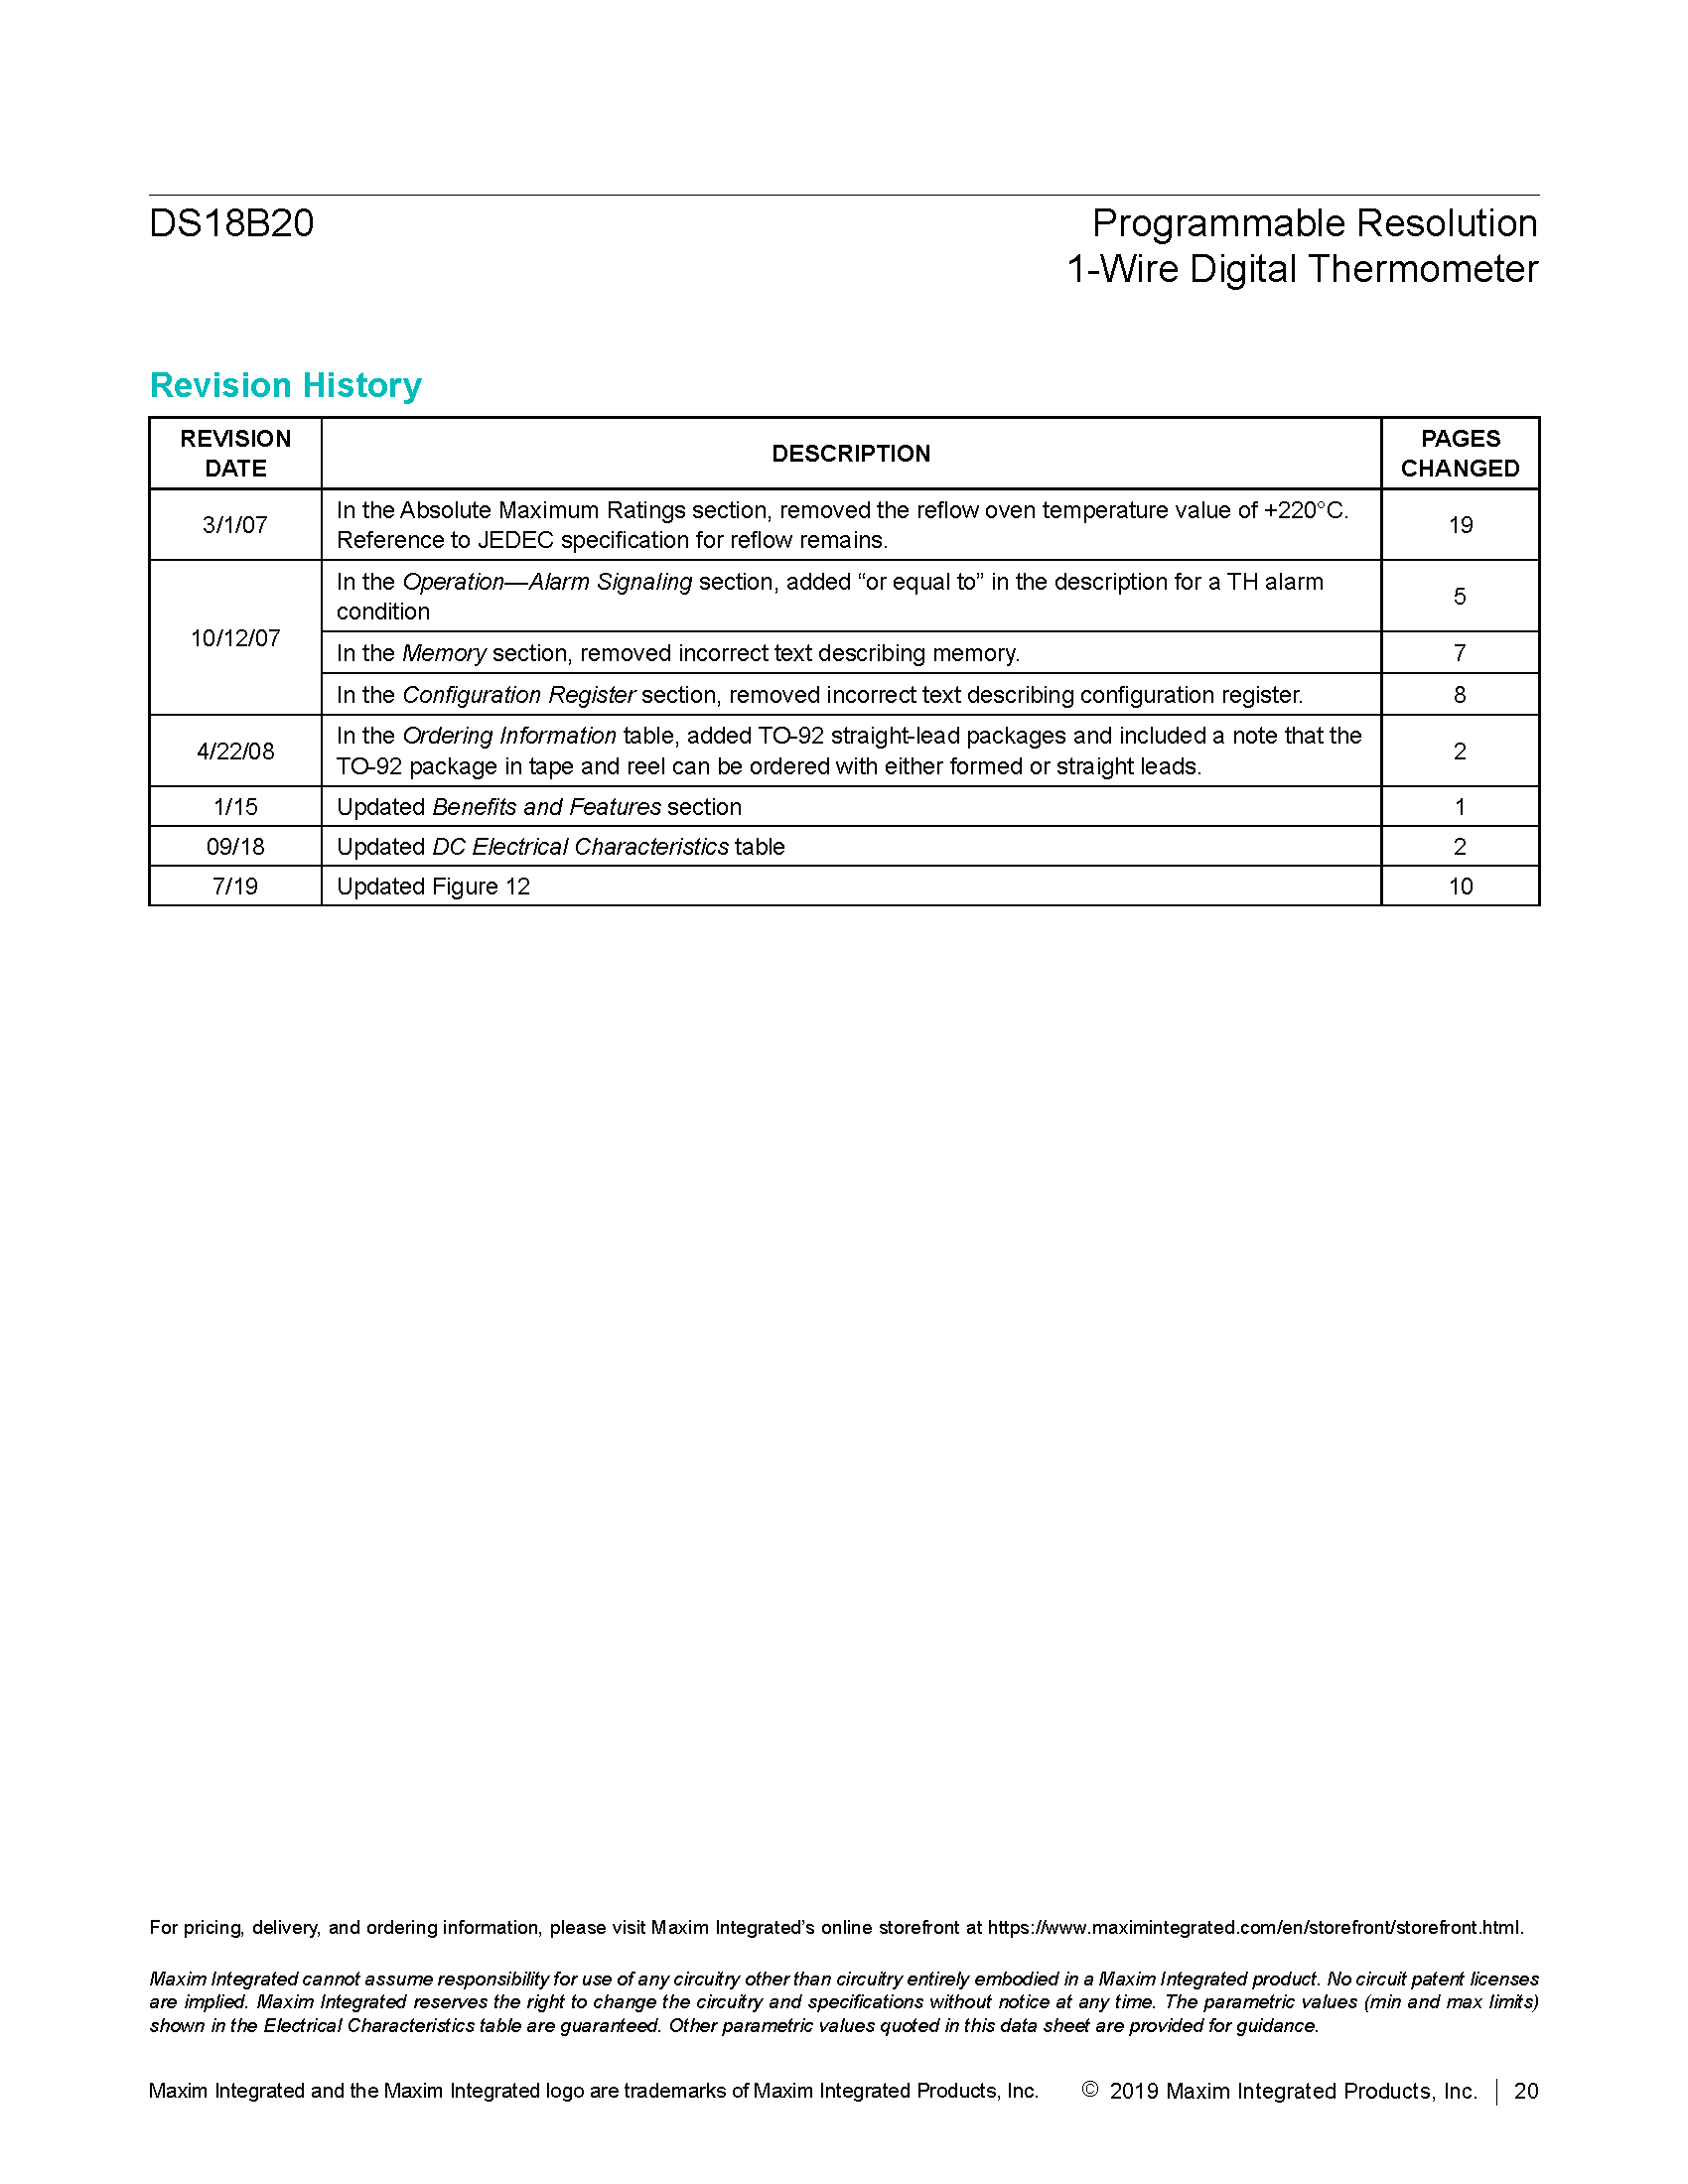 DS18B20
Programmable Resolution
1-Wire Digital Thermometer
Revision History
REVISION
DATE
DESCRIPTION
PAGES
CHANGED
3/1/07
In the Absolute Maximum Ratings section, removed the reflow oven temperature value of +220°C.
Reference to JEDEC specification for reflow remains.
19
10/12/07
In the Operation—Alarm Signaling section, added “or equal to” in the description for a TH alarm
condition
5
In the Memory section, removed incorrect text describing memory.
7
In the Configuration Register section, removed incorrect text describing configuration register.
8
4/22/08
In the Ordering Information table, added TO-92 straight-lead packages and included a note that the
TO-92 package in tape and reel can be ordered with either formed or straight leads.
2
1/15
Updated Benefits and Features section
1
09/18
Updated DC Electrical Characteristics table
2
7/19
Updated Figure 12
10
For pricing, delivery, and ordering information, please visit Maxim Integrated’s online storefront at https://www.maximintegrated.com/en/storefront/storefront.html.
Maxim Integrated cannot assume responsibility for use of any circuitry other than circuitry entirely embodied in a Maxim Integrated product. No circuit patent licenses
are implied. Maxim Integrated reserves the right to change the circuitry and specifications without notice at any time. The parametric values (min and max limits)
shown in the Electrical Characteristics table are guaranteed. Other parametric values quoted in this data sheet are provided for guidance.
Maxim Integrated and the Maxim Integrated logo are trademarks of Maxim Integrated Products, Inc.
© 2019 Maxim Integrated Products, Inc. | 20